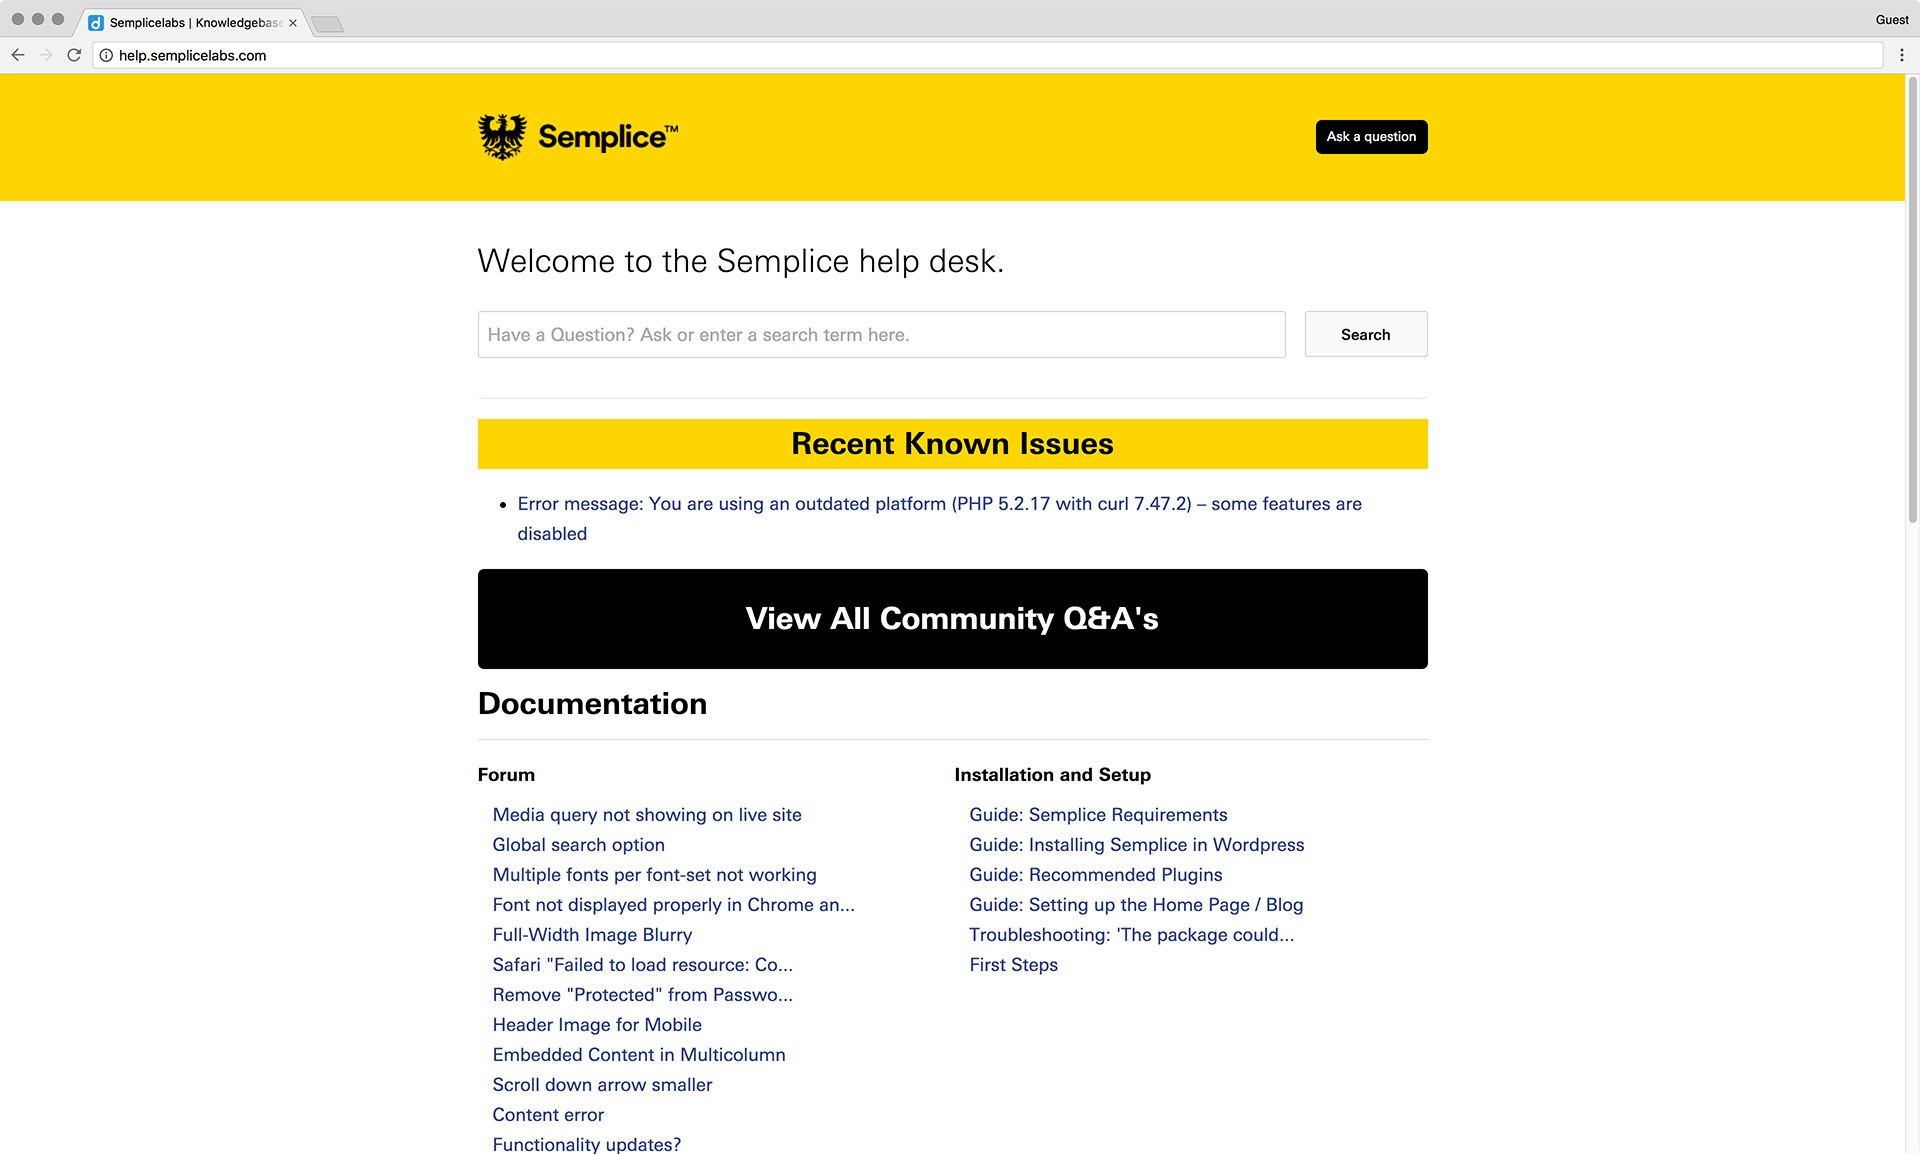 Semplicelabs | Knowledgebase
Guest
help.semplicelabs.com
Semplice™
Ask a question
Welcome to the Semplice help desk.
Have a Question? Ask or enter a search term here.
Search
Recent Known Issues
Error message: You are using an outdated platform (PHP 5.2.17 with curl 7.47.2) – some features are
disabled
View All Community Q&A's
Documentation
Forum
Media query not showing on live site
Global search option
Multiple fonts per font-set not working
Font not displayed properly in Chrome an...
Full-Width Image Blurry
Safari "Failed to load resource: Co...
Remove "Protected" from Passwo...
Header Image for Mobile
Embedded Content in Multicolumn
Scroll down arrow smaller
Content error
Functionality updates?
Installation and Setup
Guide: Semplice Requirements
Guide: Installing Semplice in Wordpress
Guide: Recommended Plugins
Guide: Setting up the Home Page / Blog
Troubleshooting: 'The package could...
First Steps